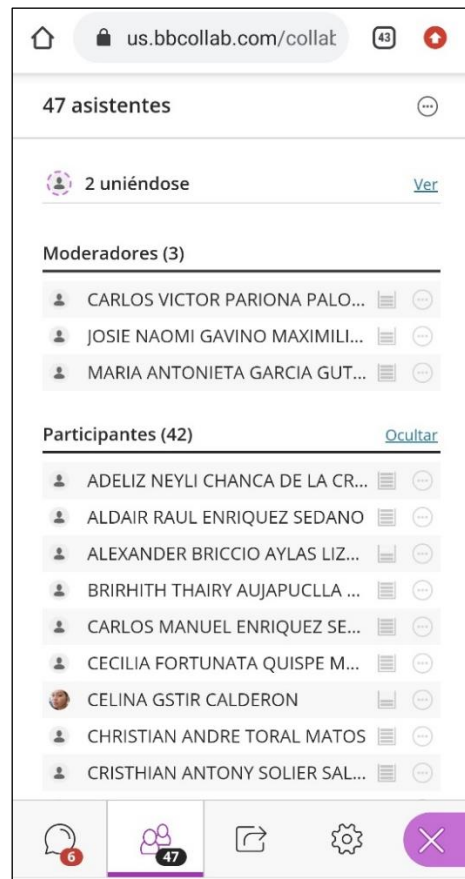 us.bbcollab.com/collab
43
47 asistentes
2 uniéndose
Ver
Moderadores (3)
CARLOS VICTOR PARIONA PALO...
JOSIE NAOMI GAVINO MAXIMILI...
MARIA ANTONIETA GARCIA GUT...
Participantes (42)
Ocultar
ADELIZ NEYLI CHANCA DE LA CR...
ALDAIR RAUL ENRIQUEZ SEDANO
ALEXANDER BRICCIO AYLAS LIZ...
BRIRHITH THAIRY AUJAPUCLLA ...
CARLOS MANUEL ENRIQUEZ SE...
CECILIA FORTUNATA QUISPE M...
CELINA GSTIR CALDERON
CHRISTIAN ANDRE TORAL MATOS
CRISTHIAN ANTONY SOLIER SAL...
6
47